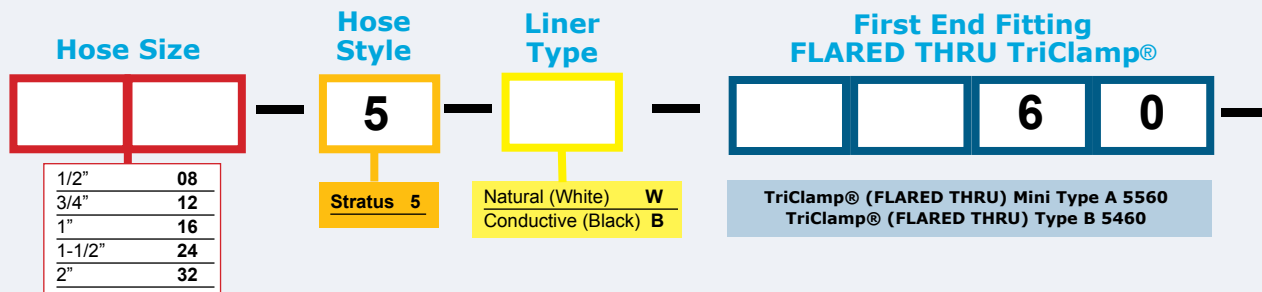 Hose Size
Hose
Style
Liner
Type
First End Fitting
FLARED THRU TriClamp®
— 5 — — 6 0 —
1/2” 08
3/4” 12
1” 16
1-1/2” 24
2” 32
Stratus 5
Natural (White) W
Conductive (Black) B
TriClamp® (FLARED THRU) Mini Type A 5560
TriClamp® (FLARED THRU) Type B 5460